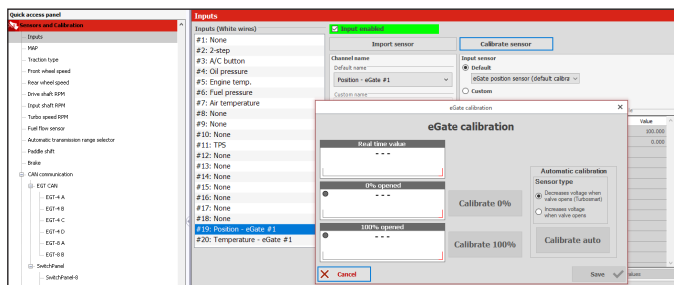 Quick access panel
Sensors and Calibration
Inputs
MAP
Traction type
Front wheel speed
Rear wheel speed
Drive shaft RPM
Input shaft RPM
Turbo speed RPM
Fuel flow sensor
Automatic transmission range selector
Paddle shift
Brake
CAN communication
EGT CAN
EGT-4 A
EGT-4 B
EGT-4 C
EGT-4 D
EGT-8 A
EGT-8 B
SwitchPanel
SwitchPanel-8
Inputs
Inputs (White wires)
#1: None
#2: 2-step
#3: A/C button
#4: Oil pressure
#5: Engine temp.
#6: Fuel pressure
#7: Air temperature
#8: None
#9: None
#10: None
#11: TPS
#12: None
#13: None
#14: None
#15: None
#16: None
#17: None
#18: None
#19: Position - eGate #1
#20: Temperature - eGate #1
Input enabled
Import sensor
Calibrate sensor
Channel name
Default name
Position - eGate #1
Custom name
Input sensor
Default
eGate position sensor (default calibra
Custom
Value
100.000
0.000
eGate calibration
eGate calibration
Real time value
---
0% opened
---
Calibrate 0%
100% opened
---
Calibrate 100%
Automatic calibration
Sensor type
Decreases voltage when
valve opens (Turbosmart)
Increases voltage
when valve opens
Calibrate auto
Cancel
Save
values